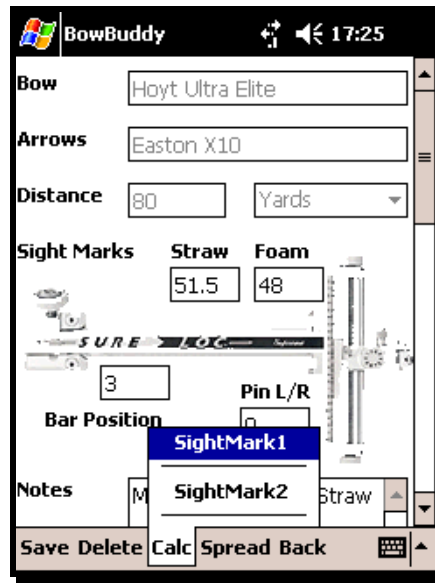 BowBuddy 17:25
Bow Hoyt Ultra Elite
Arrows Easton X10
Distance 80 Yards
Sight Marks Straw Foam
51.5 48
SURE LOC
3 Pin L/R
Bar Position 0
SightMark1
Notes M SightMark2 Straw
Save Delete Calc Spread Back